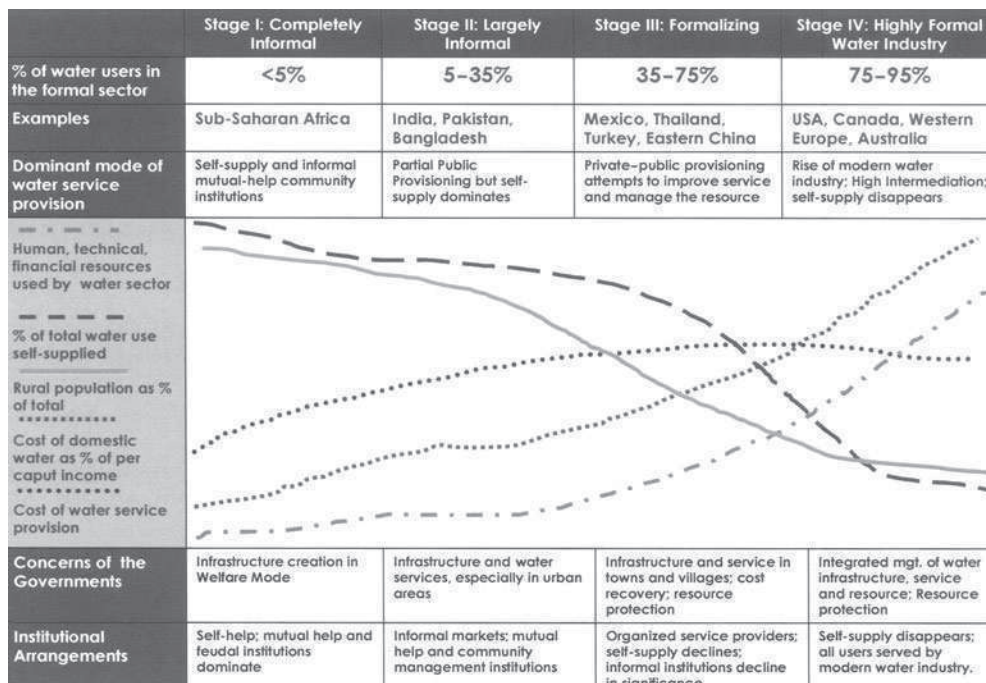 Stage I: Completely
Informal
Stage II: Largely
Informal
Stage III: Formalizing
Stage IV: Highly Formal
Water Industry
% of water users in
the formal sector
<5%
5–35%
35–75%
75–95%
Examples
Sub-Saharan Africa
India, Pakistan,
Bangladesh
Mexico, Thailand,
Turkey, Eastern China
USA, Canada, Western
Europe, Australia
Dominant mode of
water service
provision
Self-supply and informal
mutual-help community
institutions
Partial Public
Provisioning but self-
supply dominates
Private–public provisioning
attempts to improve service
and manage the resource
Rise of modern water
industry; High Intermediation;
self-supply disappears
Human, technical,
financial resources
used by water sector
% of total water use
self-supplied
Rural population as %
of total
Cost of domestic
water as % of per
caput income
Cost of water service
provision
Concerns of the
Governments
Infrastructure creation in
Welfare Mode
Infrastructure and water
services, especially in urban
areas
Infrastructure and service in
towns and villages; cost
recovery; resource
protection
Integrated mgt. of water
infrastructure, service
and resource; Resource
protection
Institutional
Arrangements
Self-help; mutual help and
feudal institutions
dominate
Informal markets; mutual
help and community
management institutions
Organized service providers;
self-supply declines;
informal institutions decline
in significance
Self-supply disappears;
all users served by
modern water industry.